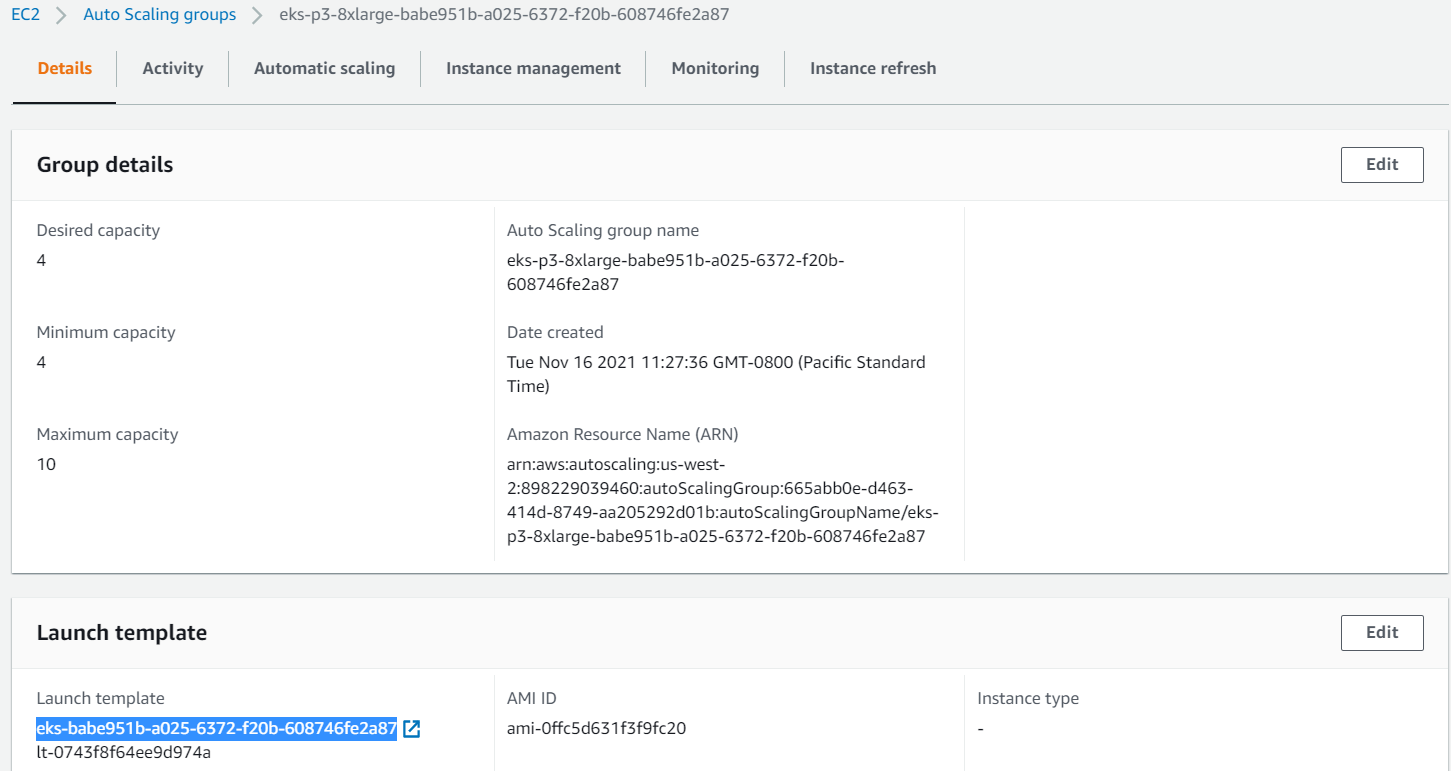 EC2 > Auto Scaling groups > eks-p3-8xlarge-babe951b-a025-6372-f20b-608746fe2a87
Details
Activity
Automatic scaling
Instance management
Monitoring
Instance refresh
Group details
Edit
Desired capacity
4
Minimum capacity
4
Maximum capacity
10
Auto Scaling group name
eks-p3-8xlarge-babe951b-a025-6372-f20b-
608746fe2a87
Date created
Tue Nov 16 2021 11:27:36 GMT-0800 (Pacific Standard
Time)
Amazon Resource Name (ARN)
arn:aws:autoscaling:us-west-
2:898229039460:autoScalingGroup:665abb0e-d463-
414d-8749-aa205292d01b:autoScalingGroupName/eks-
p3-8xlarge-babe951b-a025-6372-f20b-608746fe2a87
Launch template
Edit
Launch template
eks-babe951b-a025-6372-f20b-608746fe2a87
lt-0743f8f64ee9d974a
AMI ID
ami-0ffc5d631f3f9fc20
Instance type
-